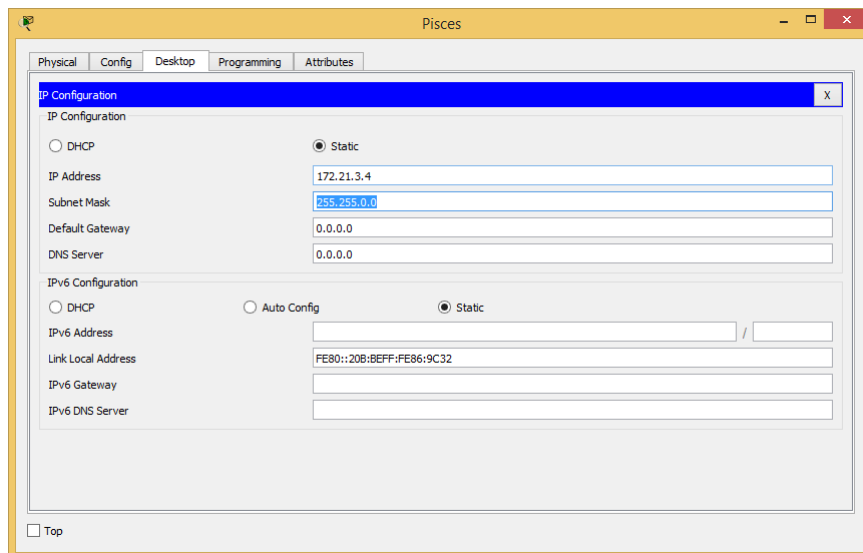 Pisces
Physical Config Desktop Programming Attributes
IP Configuration X
IP Configuration
DHCP Static
IP Address 172.21.3.4
Subnet Mask 255.255.0.0
Default Gateway 0.0.0.0
DNS Server 0.0.0.0
IPv6 Configuration
DHCP Auto Config Static
IPv6 Address /
Link Local Address FE80::20B:BEFF:FE86:9C32
IPv6 Gateway
IPv6 DNS Server
Top